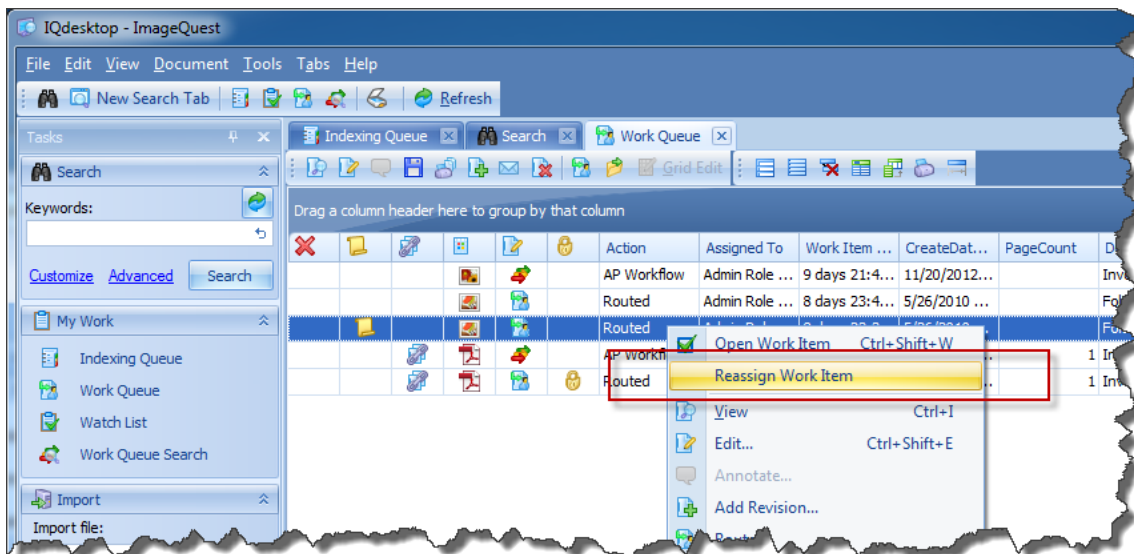 IQdesktop - ImageQuest
File Edit View Document Tools Tabs Help
New Search Tab Refresh
Tasks
Indexing Queue Search Work Queue
Search
Grid Edit
Keywords:
Drag a column header here to group by that column
Action Assigned To Work Item ... CreateDat... PageCount
Customize Advanced Search
AP Workflow Admin Role ... 9 days 21:4... 11/20/2012...
Routed Admin Role ... 8 days 23:4... 5/26/2010 ...
My Work
Routed
Indexing Queue
Open Work Item Ctrl+Shift+W
1
Reassign Work Item
Work Queue
Routed 1
View Ctrl+I
Watch List
Edit... Ctrl+Shift+E
Work Queue Search
Annotate...
Import
Add Revision...
Import file: